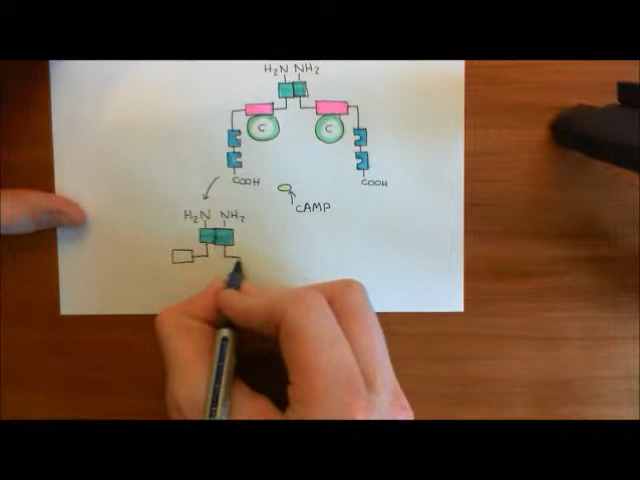 H₂N NH₂
C C
COOH COOH
cAMP
H₂N NH₂